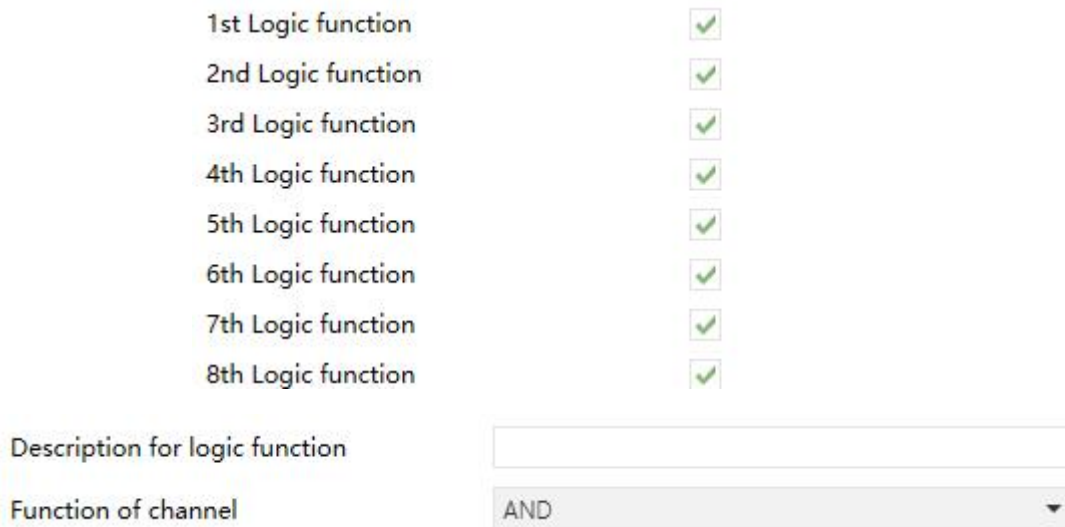 1st Logic function
2nd Logic function
3rd Logic function
4th Logic function
5th Logic function
6th Logic function
7th Logic function
8th Logic function
Description for logic function
Function of channel AND